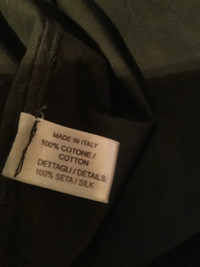 MADE IN ITALY
100% COTONE /
COTTON
DETTAGLI / DETAILS:
100% SETA / SILK